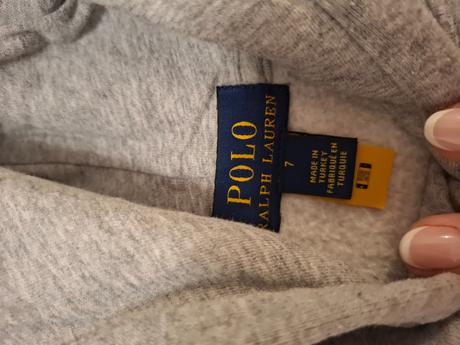 POLO
RALPH LAUREN
7
MADE IN
TURKEY
FABRIQUÉ EN
TURQUIE